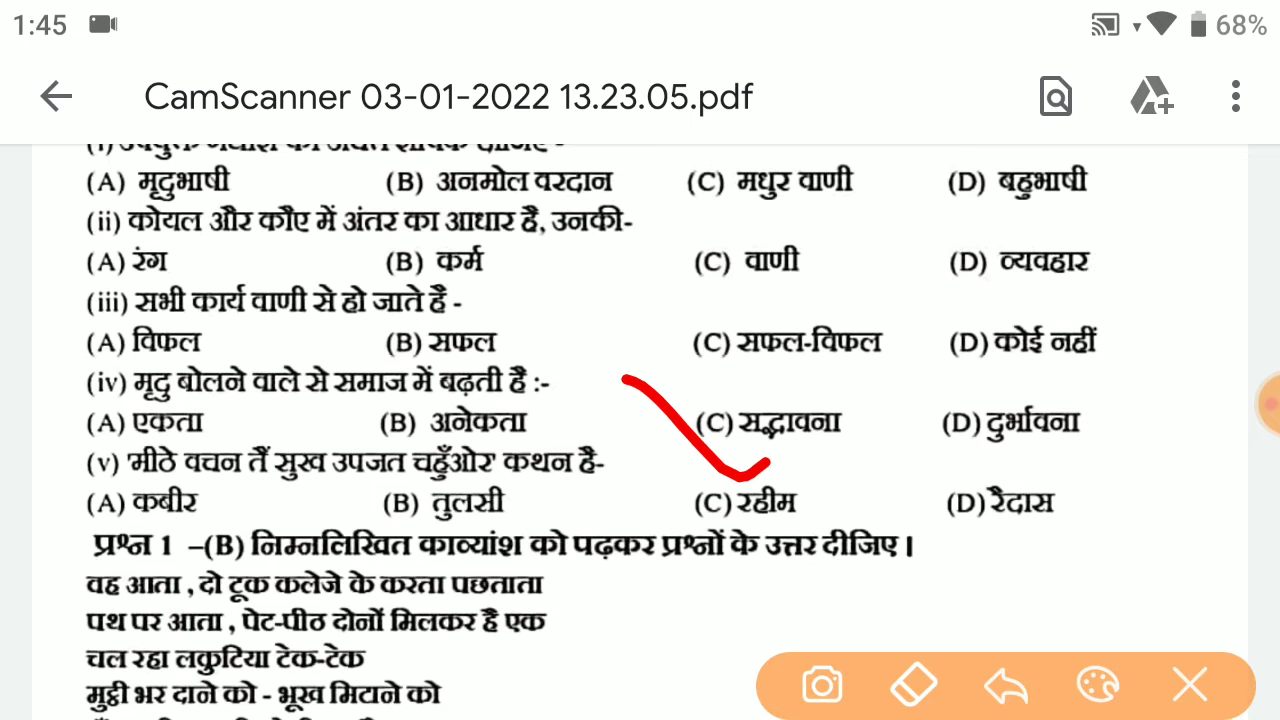 1:45 68%
CamScanner 03-01-2022 13.23.05.pdf
(A) मृदुभाषी (B) अनमोल वरदान (C) मधुर वाणी (D) बहुभाषी
(ii) कोयल और कौए में अंतर का आधार है, उनकी-
(A) रंग (B) कर्म (C) वाणी (D) व्यवहार
(iii) सभी कार्य वाणी से हो जाते हैं -
(A) विफल (B) सफल (C) सफल-विफल (D) कोई नहीं
(iv) मृदु बोलने वाले से समाज में बढ़ती है :-
(A) एकता (B) अनेकता (C) सद्भावना (D) दुर्भावना
(v) 'मीठे वचन तैं सुख उपजत चहुँओर' कथन है-
(A) कबीर (B) तुलसी (C) रहीम (D) रैदास
प्रश्न 1 –(B) निम्नलिखित काव्यांश को पढ़कर प्रश्नों के उत्तर दीजिए।
वह आता , दो टूक कलेजे के करता पछताता
पथ पर आता , पेट-पीठ दोनों मिलकर है एक
चल रहा लकुटिया टेक-टेक
मुट्ठी भर दाने को - भूख मिटाने को